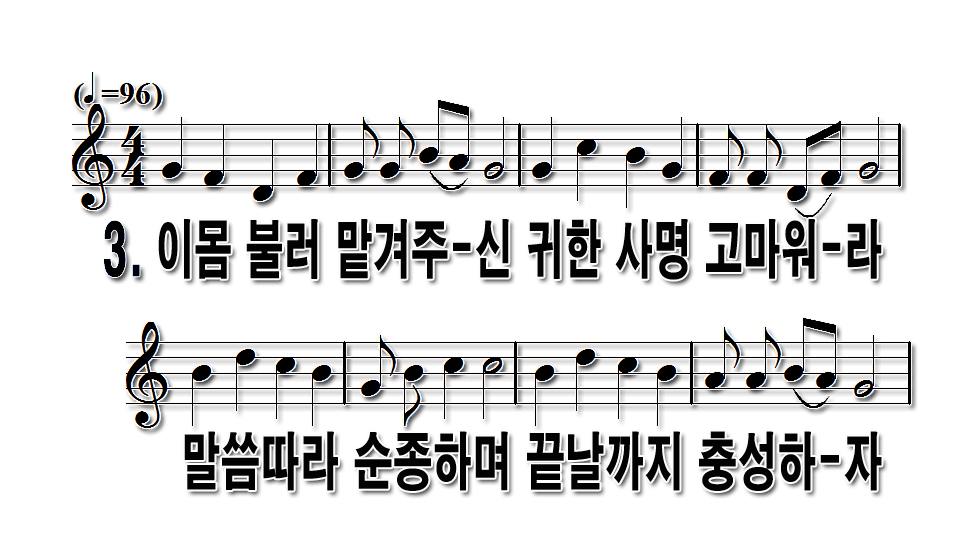 (♩=96)
3. 이몸 불러 맡겨주-신 귀한 사명 고마워-라
말씀따라 순종하며 끝날까지 충성하-자